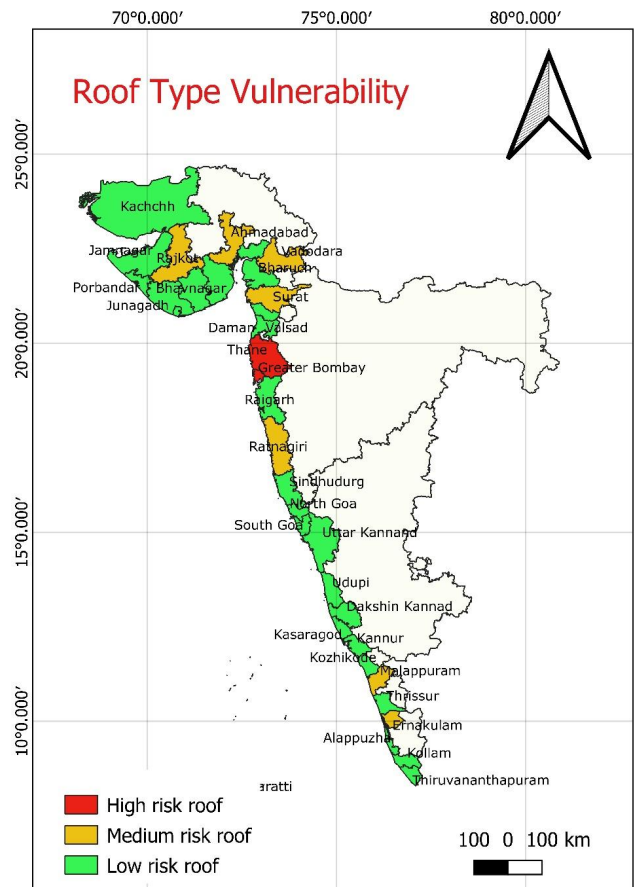 70°0.000′ 75°0.000′ 80°0.000′
Roof Type Vulnerability
25°0.000′
Kachchh
Ahmadabad
Jamnagar
Rajkot
Vadodara
Bharuch
Porbandar
Bhavnagar
Junagadh
Surat
Daman
Valsad
20°0.000′
Thane
Greater Bombay
Raigarh
Ratnagiri
Sindhudurg
North Goa
South Goa
Uttar Kannand
15°0.000′
Udupi
Dakshin Kannad
Kasaragod
Kannur
Kozhikode
Malappuram
Thrissur
10°0.000′
Ernakulam
Alappuzha
Kollam
Thiruvananthapuram
aratti
High risk roof
Medium risk roof
Low risk roof
100 0 100 km